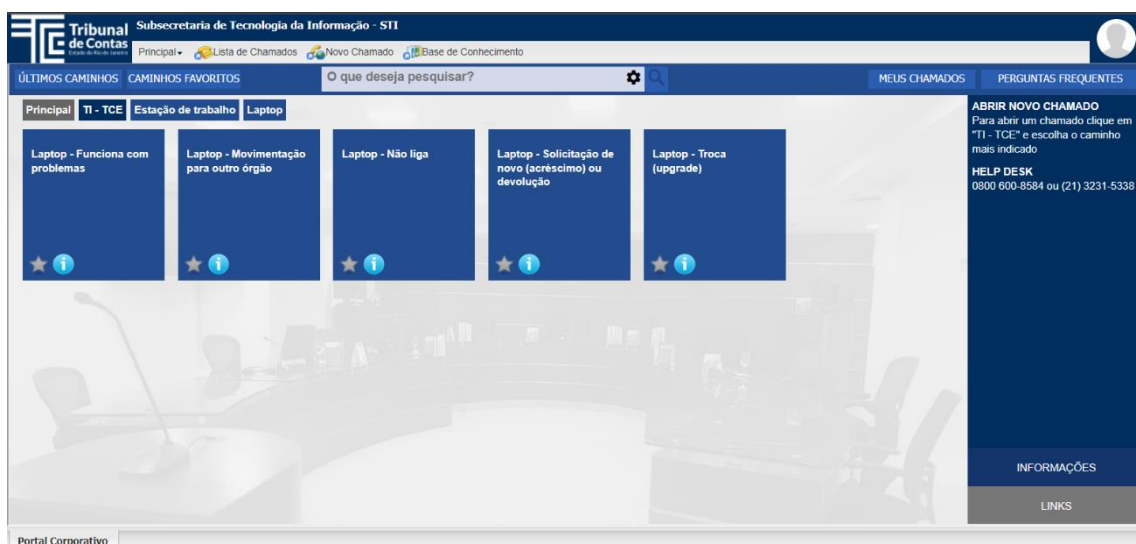 Tribunal
de Contas
Estado do Rio de Janeiro
Subsecretaria de Tecnologia da Informação - STI
Principal
Lista de Chamados
Novo Chamado
Base de Conhecimento
ÚLTIMOS CAMINHOS
CAMINHOS FAVORITOS
O que deseja pesquisar?
MEUS CHAMADOS
PERGUNTAS FREQUENTES
Principal
TI - TCE
Estação de trabalho
Laptop
Laptop - Funciona com
problemas
Laptop - Movimentação
para outro órgão
Laptop - Não liga
Laptop - Solicitação de
novo (acréscimo) ou
devolução
Laptop - Troca
(upgrade)
ABRIR NOVO CHAMADO
Para abrir um chamado clique em
"TI - TCE" e escolha o caminho
mais indicado
HELP DESK
0800 600-8584 ou (21) 3231-5338
INFORMAÇÕES
LINKS
Portal Corporativo